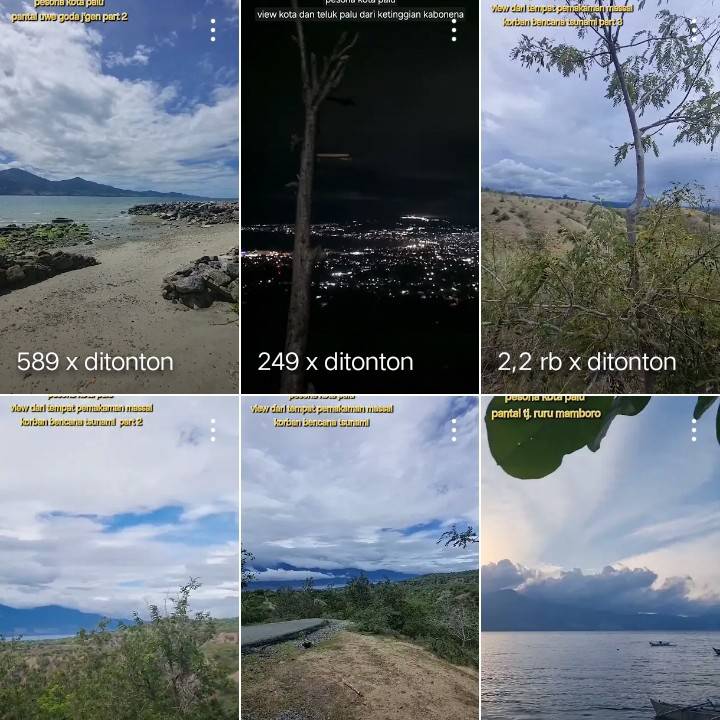 pesona kota palu
pantai uwe goda j'gen part 2
589 x ditonton
pesona kota palu
view kota dan teluk palu dari ketinggian kabonena
249 x ditonton
view dari tempat pemakaman massal
korban bencana tsunami part 3
2,2 rb x ditonton
pesona kota palu
view dari tempat pemakaman massal
korban bencana tsunami part 2
pesona kota palu
view dari tempat pemakaman massal
korban bencana tsunami
pesona kota palu
pantai tj. ruru mamboro